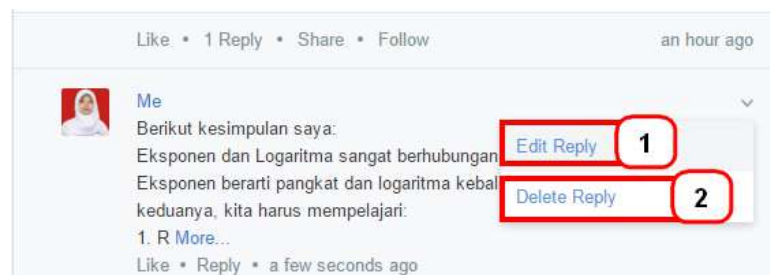 Like • 1 Reply • Share • Follow an hour ago
Me
Berikut kesimpulan saya:
Eksponen dan Logaritma sangat berhubungan
Eksponen berarti pangkat dan logaritma kebal
keduanya, kita harus mempelajari:
1. R More...
Like • Reply • a few seconds ago
Edit Reply 1
Delete Reply 2